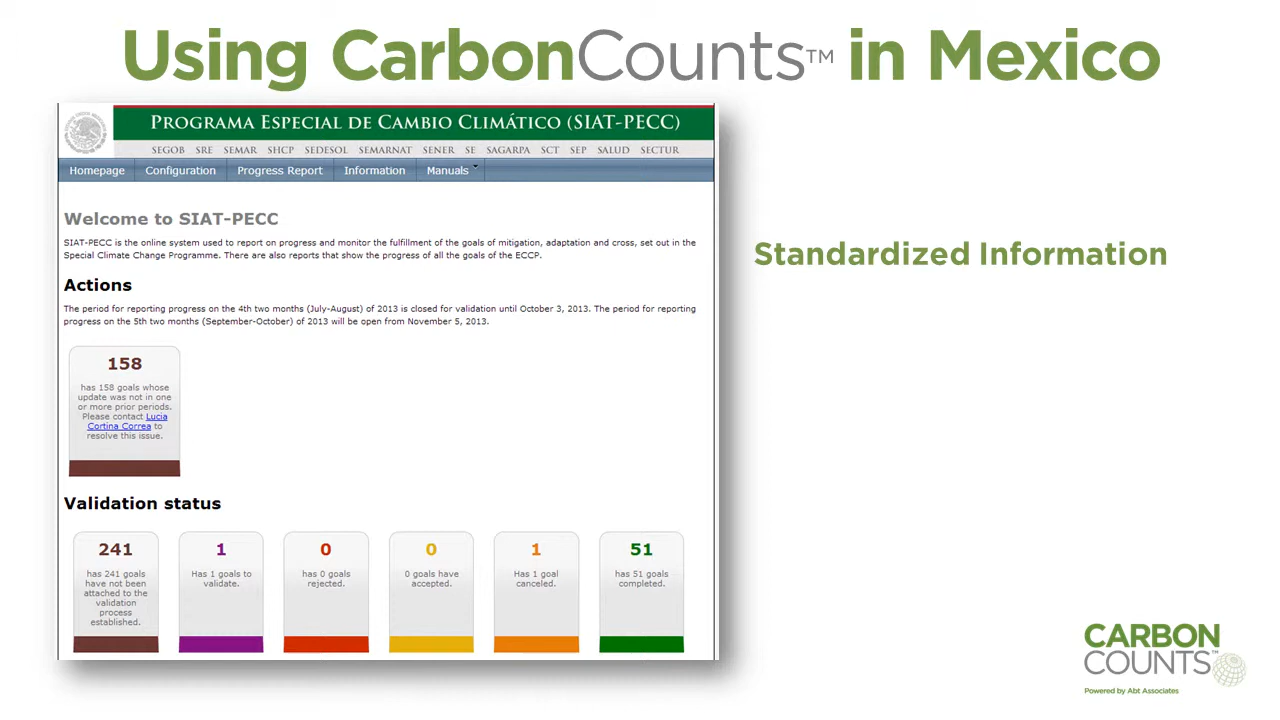 Using CarbonCounts™ in Mexico
PROGRAMA ESPECIAL DE CAMBIO CLIMÁTICO (SIAT-PECC)
SEGOB SRE SEMAR SHCP SEDESOL SEMARNAT SENER SE SAGARPA SCT SEP SALUD SECTUR
Homepage Configuration Progress Report Information Manuals
Welcome to SIAT-PECC
SIAT-PECC is the online system used to report on progress and monitor the fulfillment of the goals of mitigation, adaptation and cross, set out in the
Special Climate Change Programme. There are also reports that show the progress of all the goals of the ECCP.
Standardized Information
Actions
The period for reporting progress on the 4th two months (July-August) of 2013 is closed for validation until October 3, 2013. The period for reporting
progress on the 5th two months (September-October) of 2013 will be open from November 5, 2013.
158
has 158 goals whose
update was not in one
or more prior periods.
Please contact Lucia
Cortina Correa to
resolve this issue.
Validation status
241
has 241 goals
have not been
attached to the
validation
process
established.
1
Has 1 goals to
validate.
0
has 0 goals
rejected.
0
0 goals have
accepted.
1
Has 1 goal
canceled.
51
has 51 goals
completed.
CARBON
COUNTS™
Powered by Abt Associates